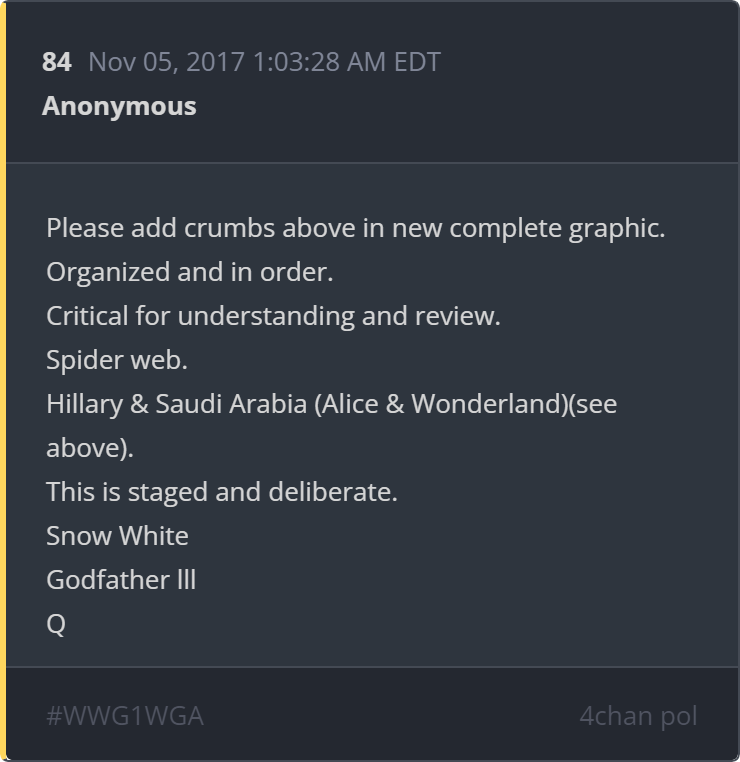 84 Nov 05, 2017 1:03:28 AM EDT
Anonymous
Please add crumbs above in new complete graphic.
Organized and in order.
Critical for understanding and review.
Spider web.
Hillary & Saudi Arabia (Alice & Wonderland)(see
above).
This is staged and deliberate.
Snow White
Godfather lll
Q
#WWG1WGA 4chan pol